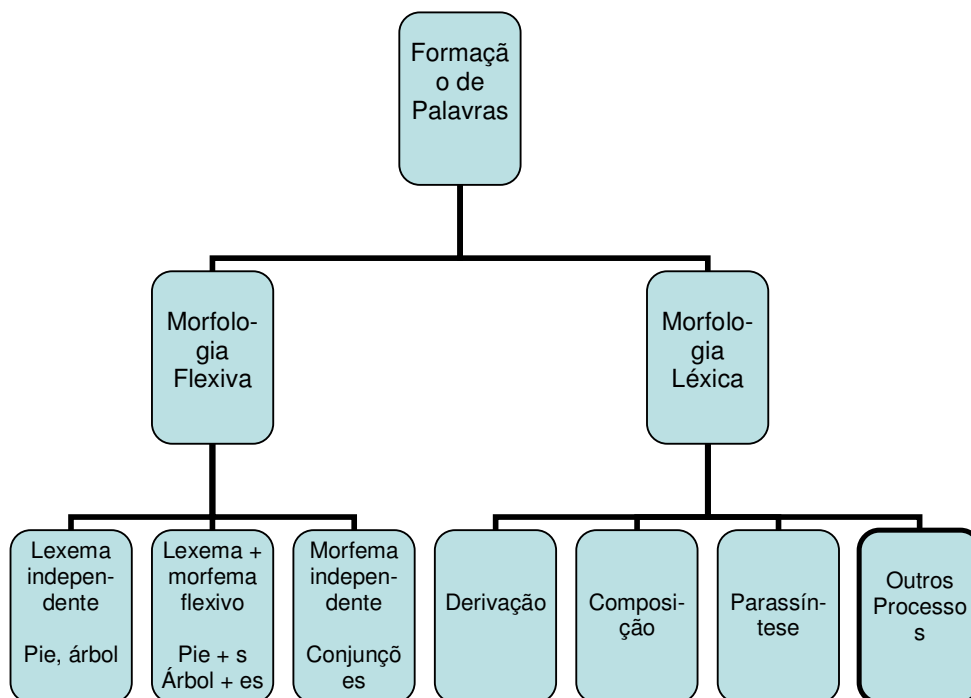 Formaçã
o de
Palavras
Morfolo-
gia
Flexiva
Morfolo-
gia
Léxica
Lexema
indepen-
dente
Pie, árbol
Lexema +
morfema
flexivo
Pie + s
Árbol + es
Morfema
indepen-
dente
Conjunçõ
es
Derivação
Composi-
ção
Parassín-
tese
Outros
Processo
s